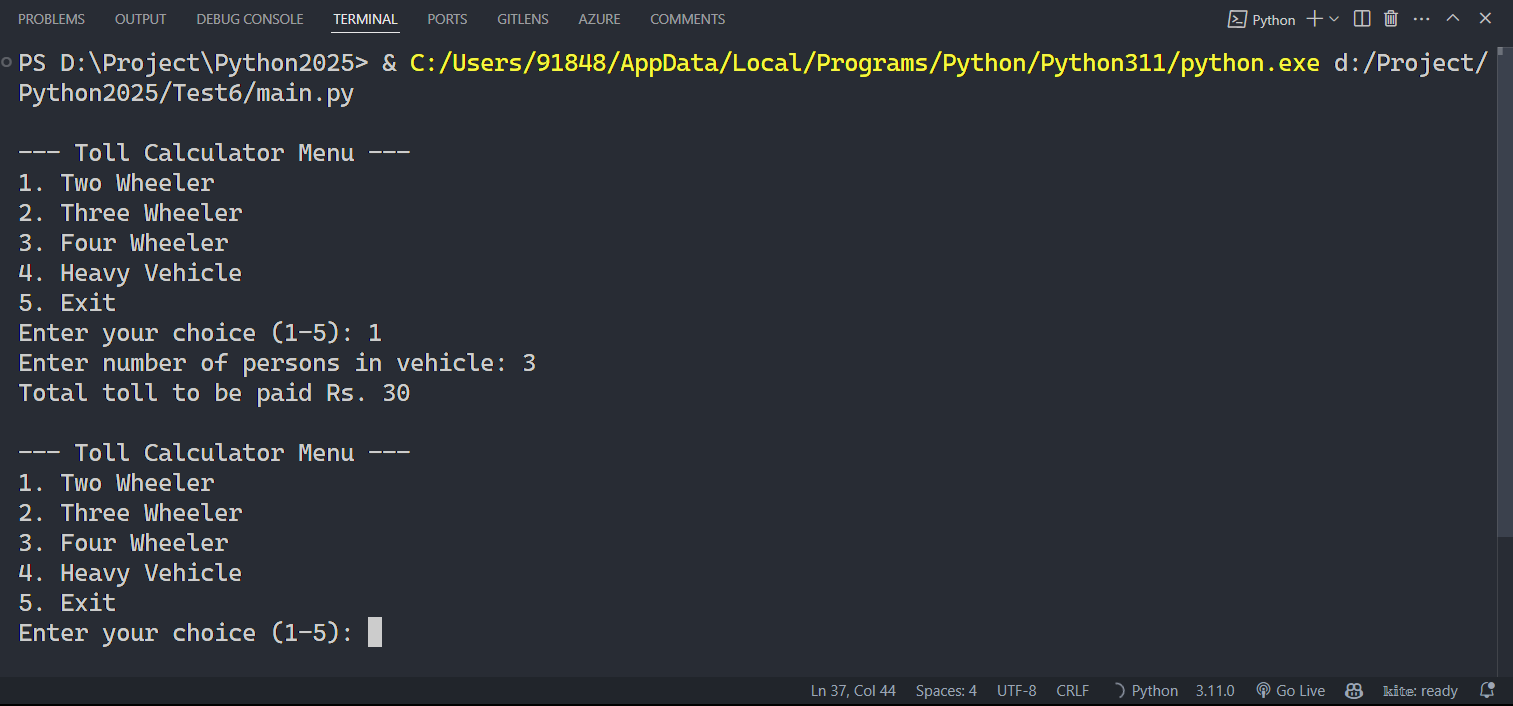 PROBLEMS OUTPUT DEBUG CONSOLE TERMINAL PORTS GITLENS AZURE COMMENTS Python
PS D:\Project\Python2025> & C:/Users/91848/AppData/Local/Programs/Python/Python311/python.exe d:/Project/
Python2025/Test6/main.py
--- Toll Calculator Menu ---
1. Two Wheeler
2. Three Wheeler
3. Four Wheeler
4. Heavy Vehicle
5. Exit
Enter your choice (1-5): 1
Enter number of persons in vehicle: 3
Total toll to be paid Rs. 30
--- Toll Calculator Menu ---
1. Two Wheeler
2. Three Wheeler
3. Four Wheeler
4. Heavy Vehicle
5. Exit
Enter your choice (1-5):
Ln 37, Col 44 Spaces: 4 UTF-8 CRLF Python 3.11.0 Go Live kite: ready